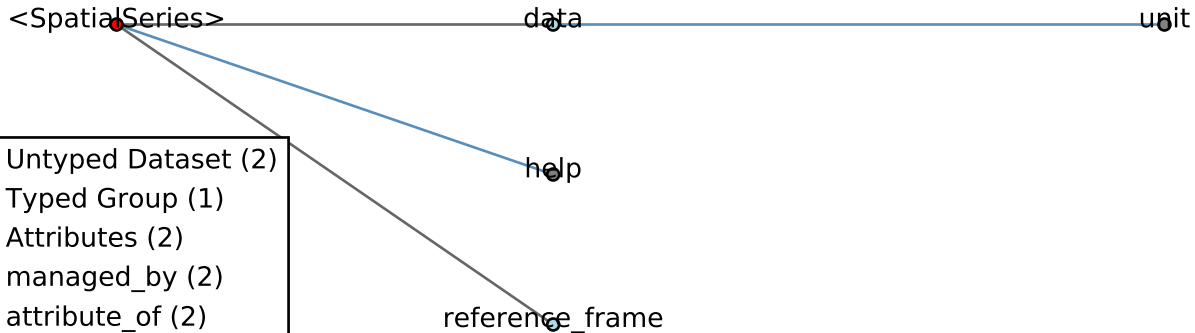 <SpatialSeries> data unit
help
Untyped Dataset (2)
Typed Group (1)
Attributes (2)
managed_by (2)
attribute_of (2)
reference_frame